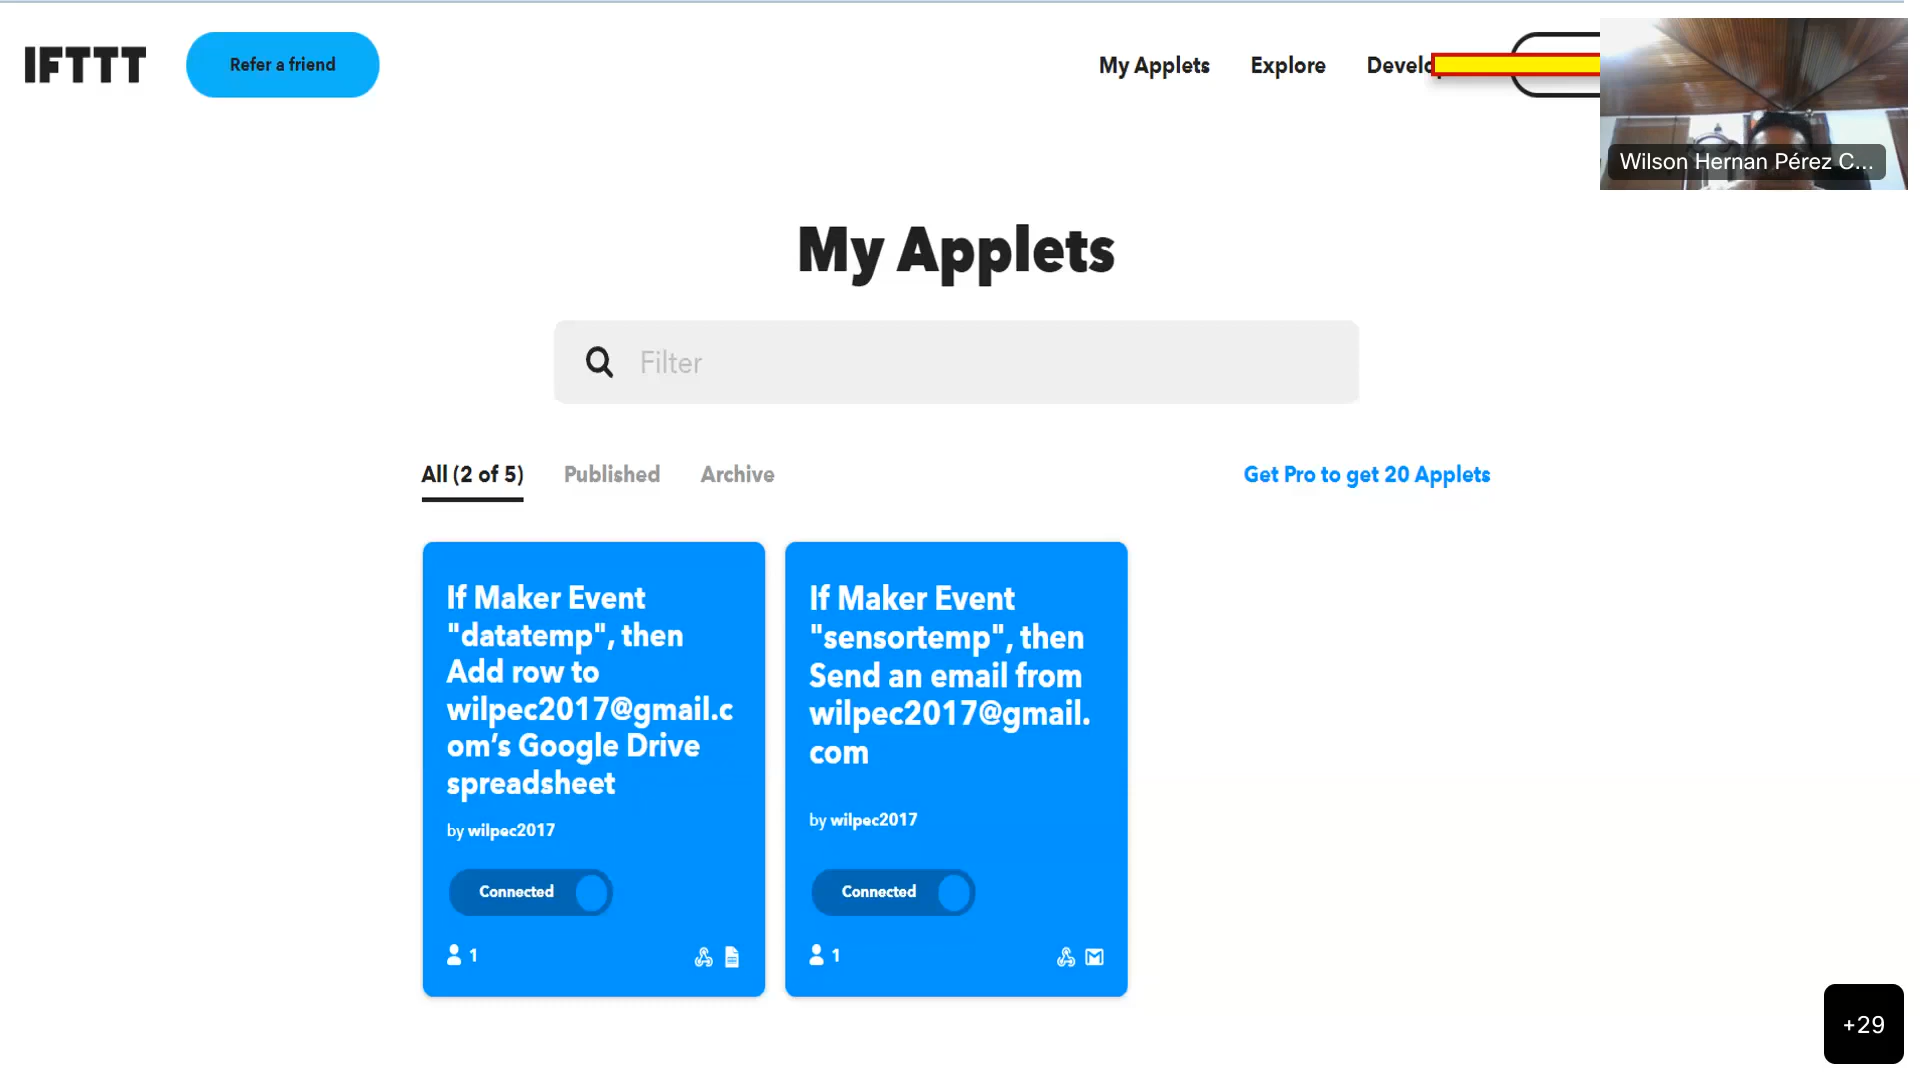 IFTTT
Refer a friend
My Applets
Explore
Wilson Hernan Pérez C...
My Applets
Filter
All (2 of 5)
Published
Archive
Get Pro to get 20 Applets
If Maker Event
"datatemp", then
Add row to
wilpec2017@gmail.c
om’s Google Drive
spreadsheet
by wilpec2017
Connected
1
If Maker Event
"sensortemp", then
Send an email from
wilpec2017@gmail.
com
by wilpec2017
Connected
1
+29